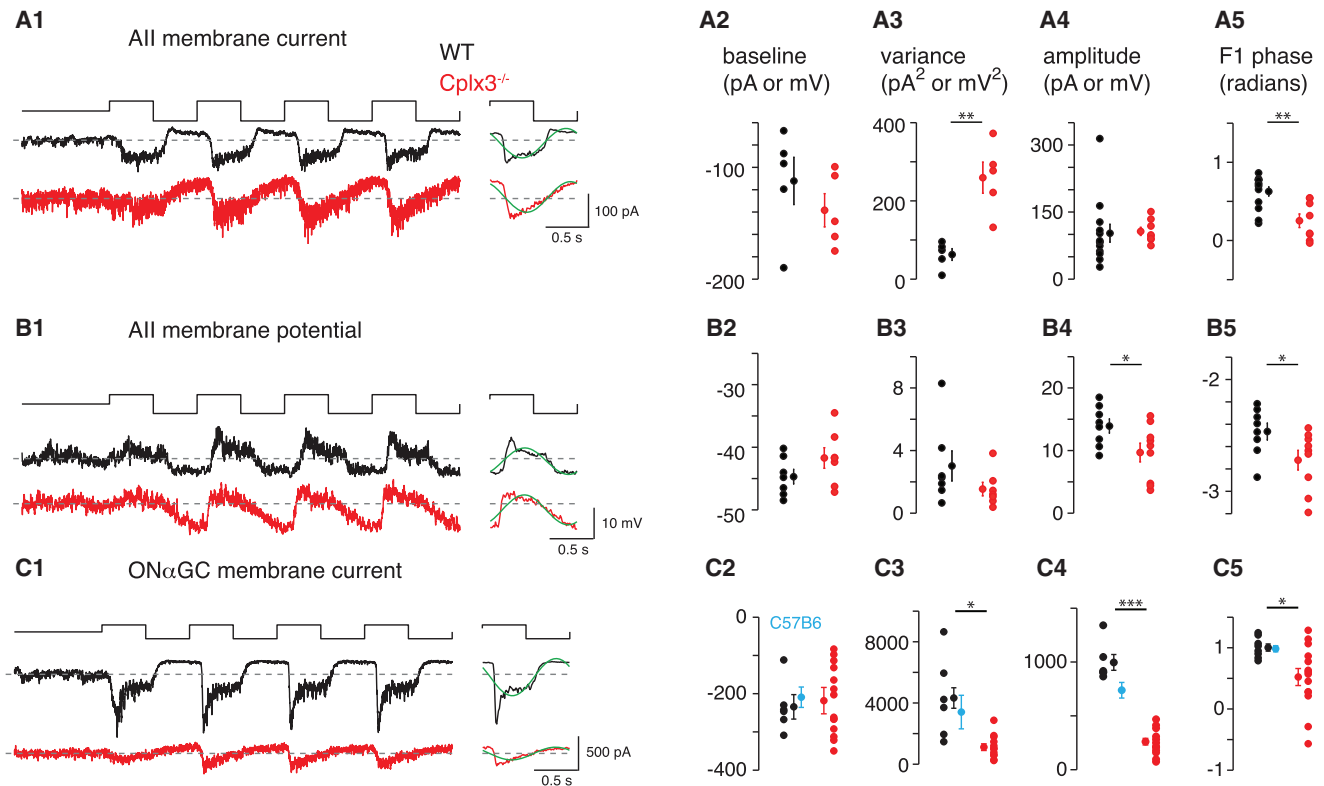 A1
AII membrane current
WT
Cplx3-/-
100 pA
0.5 s
A2
baseline
(pA or mV)
-100
-200
A3
variance
(pA2 or mV2)
**
400
200
0
A4
amplitude
(pA or mV)
300
150
0
A5
F1 phase
(radians)
**
1
0
B1
AII membrane potential
10 mV
0.5 s
B2
-30
-40
-50
B3
8
4
0
B4
*
20
10
0
B5
*
-2
-3
C1
ONαGC membrane current
500 pA
0.5 s
C2
0
C57B6
-200
-400
C3
*
8000
4000
0
C4
***
1000
0
C5
*
1
0
-1